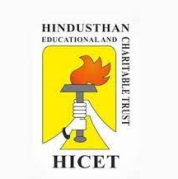 HINDUSTHAN
EDUCATIONAL AND
CHARITABLE TRUST
HICET